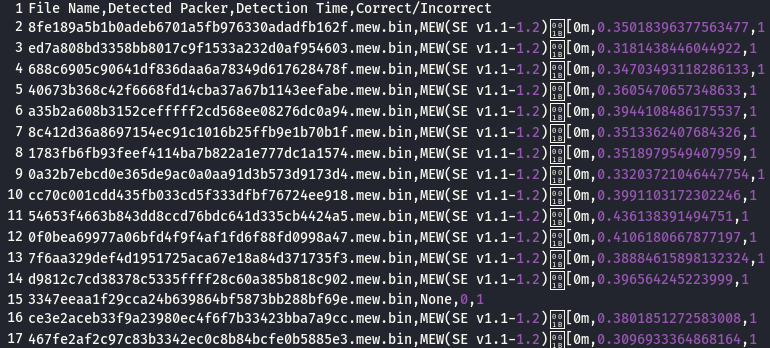 1 File Name,Detected Packer,Detection Time,Correct/Incorrect
2 8fe189a5b1b0adeb6701a5fb976330adadfb162f.mew.bin,MEW(SE v1.1-1.2)[0m,0.35018396377563477,1
3 ed7a808bd3358bb8017c9f1533a232d0af954603.mew.bin,MEW(SE v1.1-1.2)[0m,0.3181438446044922,1
4 688c6905c90641df836daa6a78349d617628478f.mew.bin,MEW(SE v1.1-1.2)[0m,0.34703493118286133,1
5 40673b368c42f6668fd14cba37a67b1143eefabe.mew.bin,MEW(SE v1.1-1.2)[0m,0.3605470657348633,1
6 a35b2a608b3152cefffff2cd568ee08276dc0a94.mew.bin,MEW(SE v1.1-1.2)[0m,0.3944108486175537,1
7 8c412d36a8697154ec91c1016b25ffb9e1b70b1f.mew.bin,MEW(SE v1.1-1.2)[0m,0.3513362407684326,1
8 1783fb6fb93feef4114ba7b822a1e777dc1a1574.mew.bin,MEW(SE v1.1-1.2)[0m,0.3518979549407959,1
9 0a32b7ebcd0e365de9ac0a0aa91d3b573d9173d4.mew.bin,MEW(SE v1.1-1.2)[0m,0.33203721046447754,1
10 cc70c001cdd435fb033cd5f333dfbf76724ee918.mew.bin,MEW(SE v1.1-1.2)[0m,0.3991103172302246,1
11 54653f4663b843dd8ccd76bdc641d335cb4424a5.mew.bin,MEW(SE v1.1-1.2)[0m,0.436138391494751,1
12 0f0bea69977a06bfd4f9f4af1fd6f88fd0998a47.mew.bin,MEW(SE v1.1-1.2)[0m,0.4106180667877197,1
13 7f6aa329def4d1951725aca67e18a84d371735f3.mew.bin,MEW(SE v1.1-1.2)[0m,0.38884615898132324,1
14 d9812c7cd38378c5335ffff28c60a385b818c902.mew.bin,MEW(SE v1.1-1.2)[0m,0.396564245223999,1
15 3347eeaa1f29cca24b639864bf5873bb288bf69e.mew.bin,None,0,1
16 ce3e2aceb33f9a23980ec4f6f7b33423bba7a9cc.mew.bin,MEW(SE v1.1-1.2)[0m,0.3801851272583008,1
17 467fe2af2c97c83b3342ec0c8b84bcfe0b5885e3.mew.bin,MEW(SE v1.1-1.2)[0m,0.3096933364868164,1